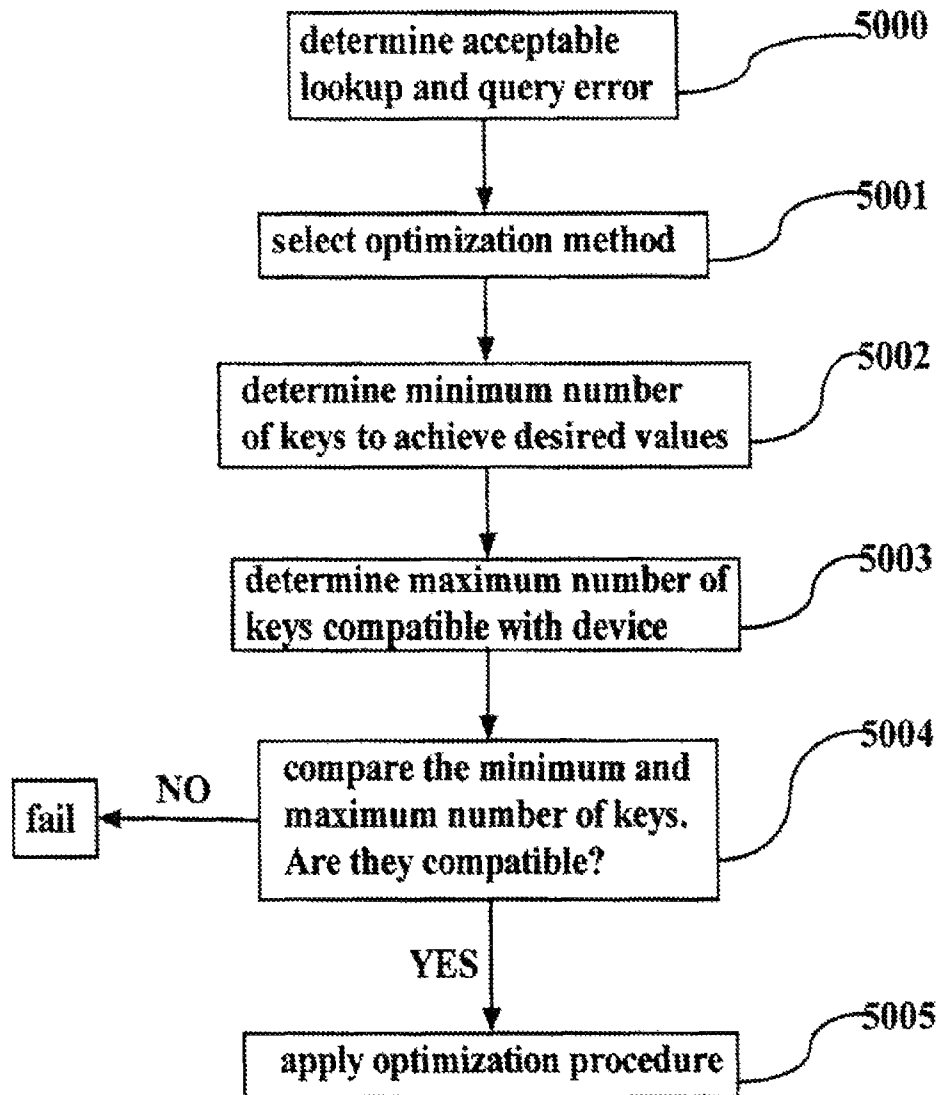 determine acceptable
lookup and query error
5000
select optimization method
5001
determine minimum number
of keys to achieve desired values
5002
determine maximum number of
keys compatible with device
5003
compare the minimum and
maximum number of keys.
Are they compatible?
5004
NO
fail
YES
apply optimization procedure
5005